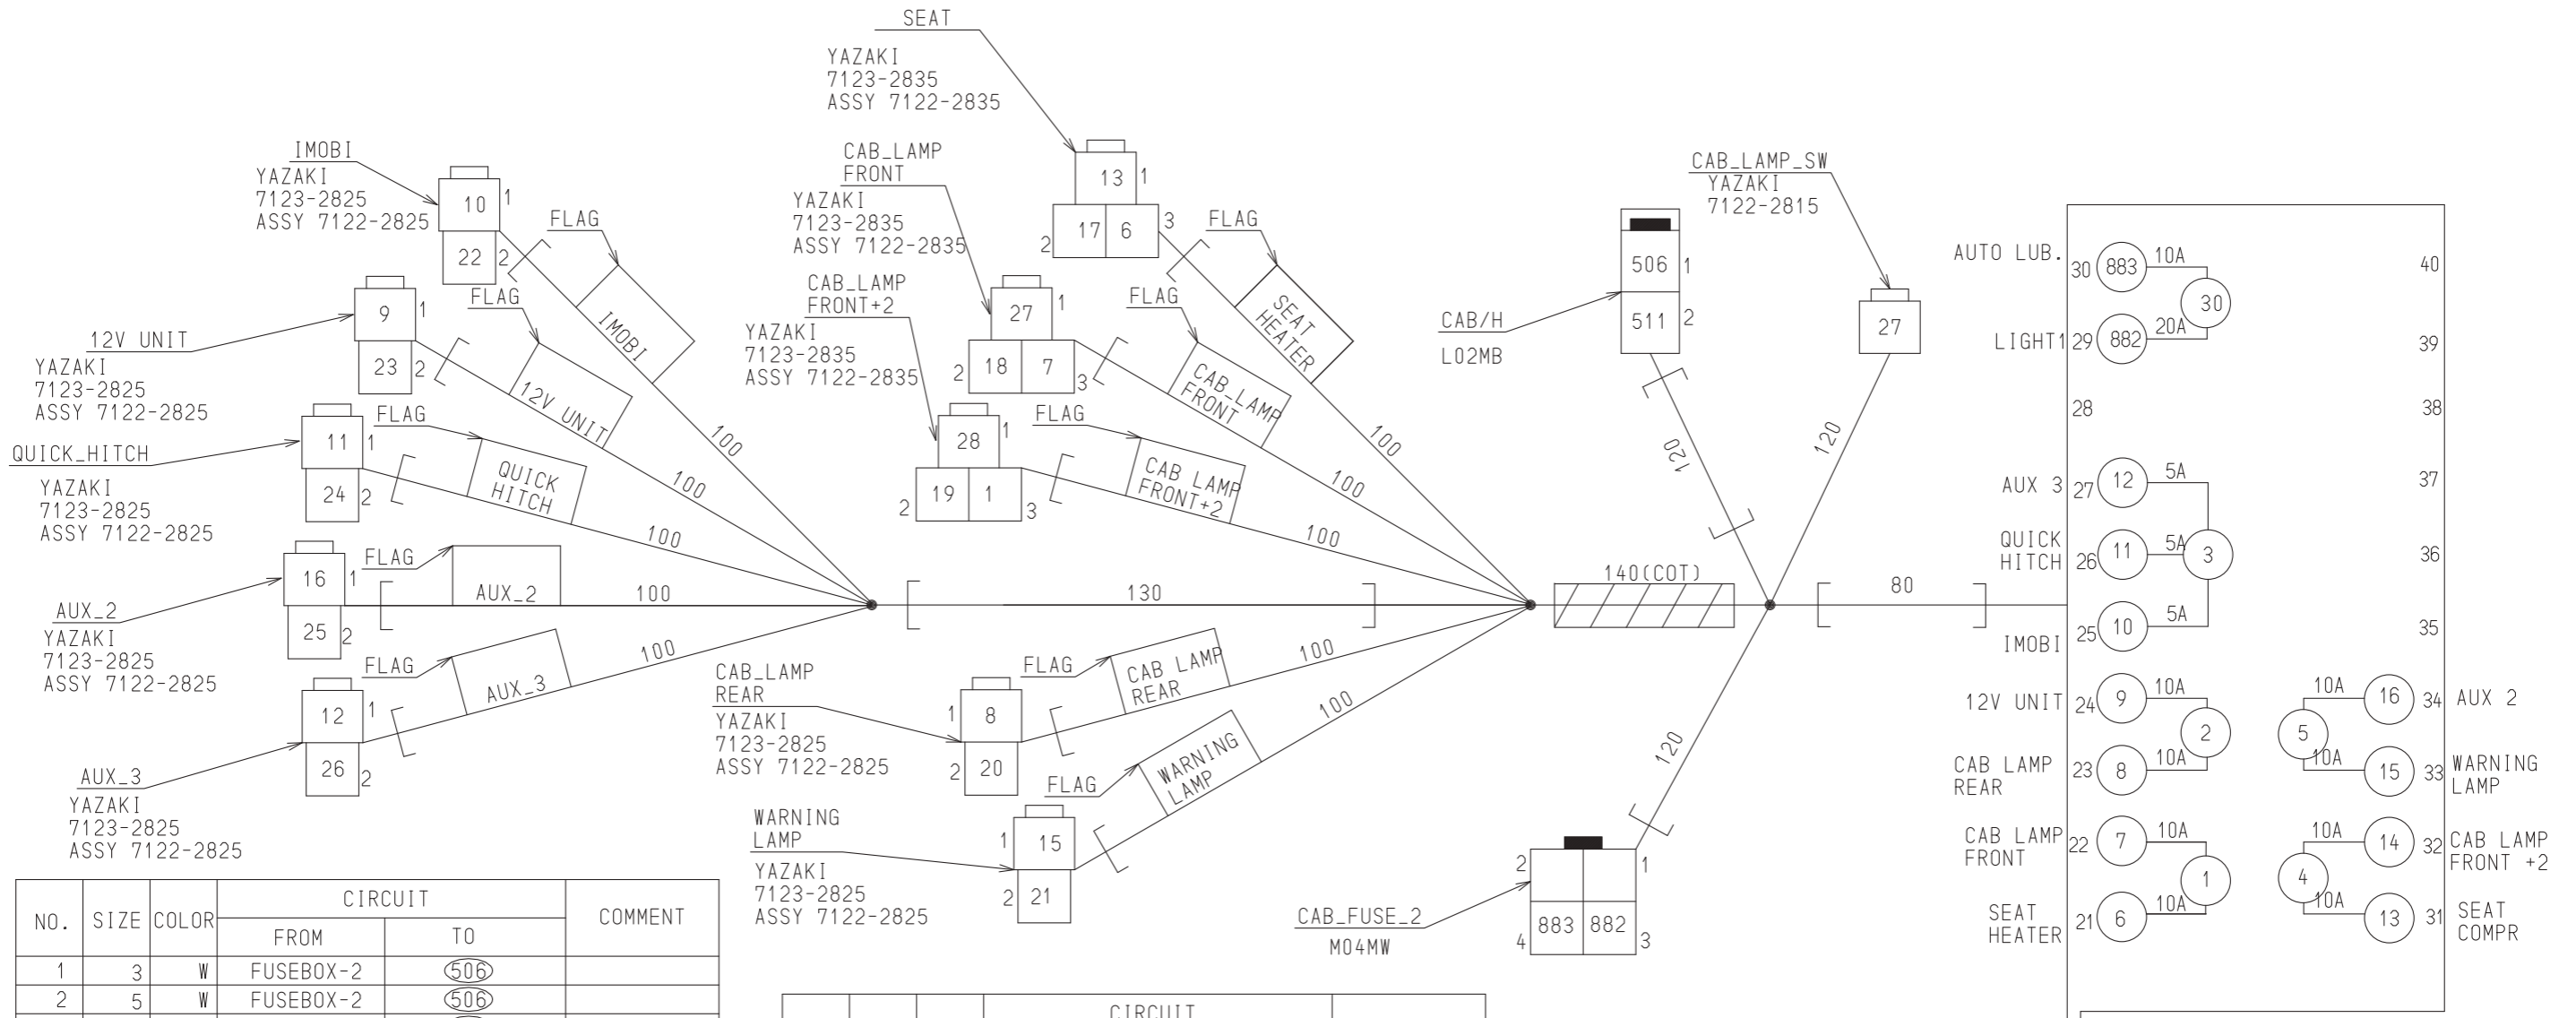 SEAT
YAZAKI
7123-2835
ASSY 7122-2835
13
1
17
6
2
3
FLAG
SEAT
HEATER
100
IMOBI
YAZAKI
7123-2825
ASSY 7122-2825
10
1
22
2
FLAG
IMOBI
100
12V UNIT
YAZAKI
7123-2825
ASSY 7122-2825
9
1
23
2
FLAG
12V UNIT
100
QUICK_HITCH
YAZAKI
7123-2825
ASSY 7122-2825
11
1
24
2
FLAG
QUICK
HITCH
100
AUX_2
YAZAKI
7123-2825
ASSY 7122-2825
16
1
25
2
FLAG
AUX_2
100
AUX_3
YAZAKI
7123-2825
ASSY 7122-2825
12
1
26
2
FLAG
AUX_3
100
130
CAB_LAMP
FRONT
YAZAKI
7123-2835
ASSY 7122-2835
27
1
18
7
2
3
FLAG
CAB_LAMP
FRONT
100
CAB_LAMP
FRONT+2
YAZAKI
7123-2835
ASSY 7122-2835
28
1
19
1
2
3
FLAG
CAB LAMP
FRONT+2
100
CAB_LAMP
REAR
YAZAKI
7123-2825
ASSY 7122-2825
1
8
2
20
FLAG
CAB LAMP
REAR
100
WARNING
LAMP
YAZAKI
7123-2825
ASSY 7122-2825
1
15
2
21
FLAG
WARNING
LAMP
100
140(COT)
CAB/H
L02MB
506
1
511
2
120
CAB_LAMP_SW
YAZAKI
7122-2815
27
120
80
120
CAB_FUSE_2
M04MW
2
1
883
882
4
3
AUTO LUB.
30
883
10A
30
40
LIGHT1
29
882
20A
39
28
38
AUX 3
27
12
5A
37
QUICK
HITCH
26
11
5A
3
36
IMOBI
25
10
5A
35
12V UNIT
24
9
10A
2
CAB LAMP
REAR
23
8
10A
CAB LAMP
FRONT
22
7
10A
1
SEAT
HEATER
21
6
10A
10A
16
34
AUX 2
5
10A
15
33
WARNING
LAMP
10A
14
32
CAB LAMP
FRONT +2
4
10A
13
31
SEAT
COMPR
NO.
SIZE
COLOR
CIRCUIT
FROM
TO
COMMENT
1 3 W FUSEBOX-2 506
2 5 W FUSEBOX-2 506
CIRCUIT